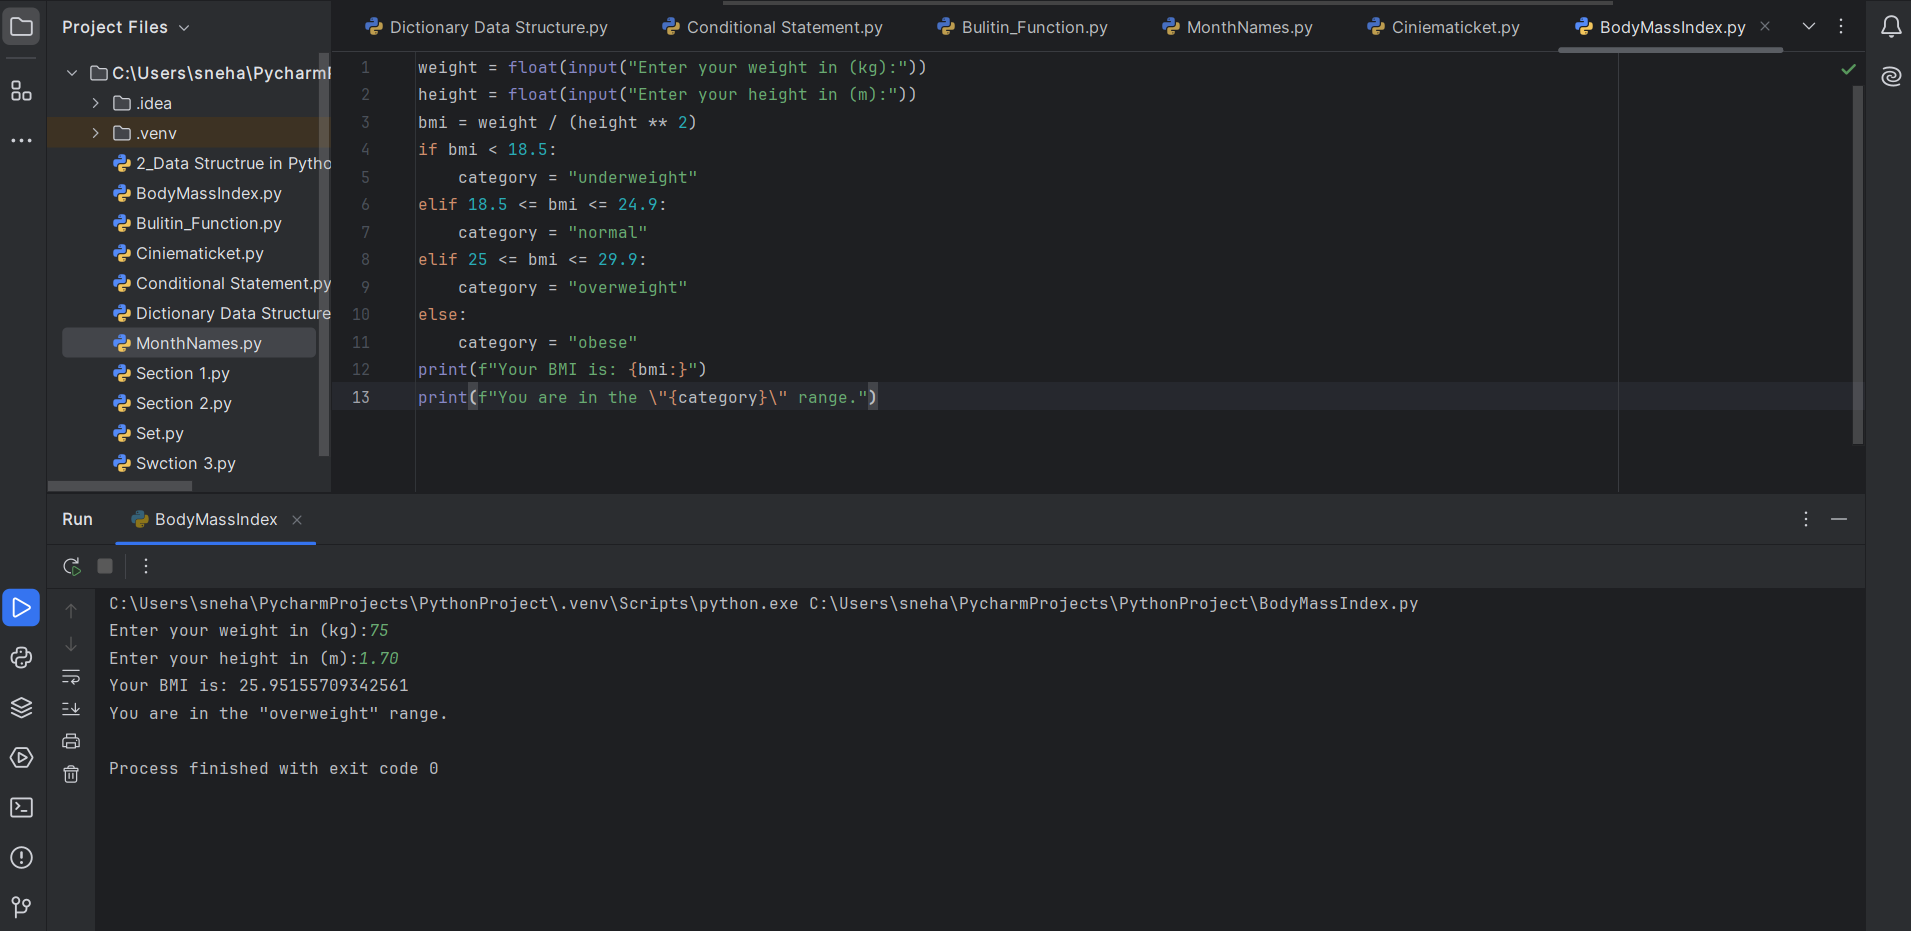 Project Files
C:\Users\sneha\PycharmP
.idea
.venv
2_Data Structrue in Pytho
BodyMassIndex.py
Bulitin_Function.py
Ciniematicket.py
Conditional Statement.py
Dictionary Data Structure
MonthNames.py
Section 1.py
Section 2.py
Set.py
Swction 3.py
Dictionary Data Structure.py Conditional Statement.py Bulitin_Function.py MonthNames.py Ciniematicket.py BodyMassIndex.py
1 weight = float(input("Enter your weight in (kg):"))
2 height = float(input("Enter your height in (m):"))
3 bmi = weight / (height ** 2)
4 if bmi < 18.5:
5     category = "underweight"
6 elif 18.5 <= bmi <= 24.9:
7     category = "normal"
8 elif 25 <= bmi <= 29.9:
9     category = "overweight"
10 else:
11     category = "obese"
12 print(f"Your BMI is: {bmi:}")
13 print(f"You are in the \"{category}\" range.")
Run BodyMassIndex
C:\Users\sneha\PycharmProjects\PythonProject\.venv\Scripts\python.exe C:\Users\sneha\PycharmProjects\PythonProject\BodyMassIndex.py
Enter your weight in (kg):75
Enter your height in (m):1.70
Your BMI is: 25.95155709342561
You are in the "overweight" range.
Process finished with exit code 0